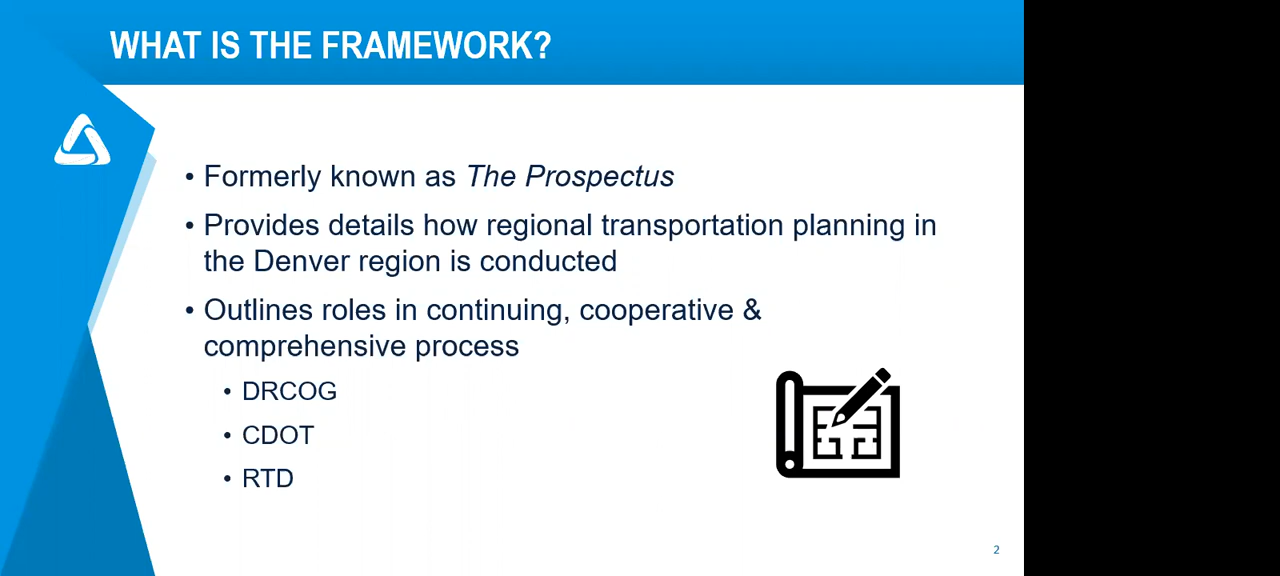 WHAT IS THE FRAMEWORK?
• Formerly known as The Prospectus
• Provides details how regional transportation planning in
the Denver region is conducted
• Outlines roles in continuing, cooperative &
comprehensive process
• DRCOG
• CDOT
• RTD
2